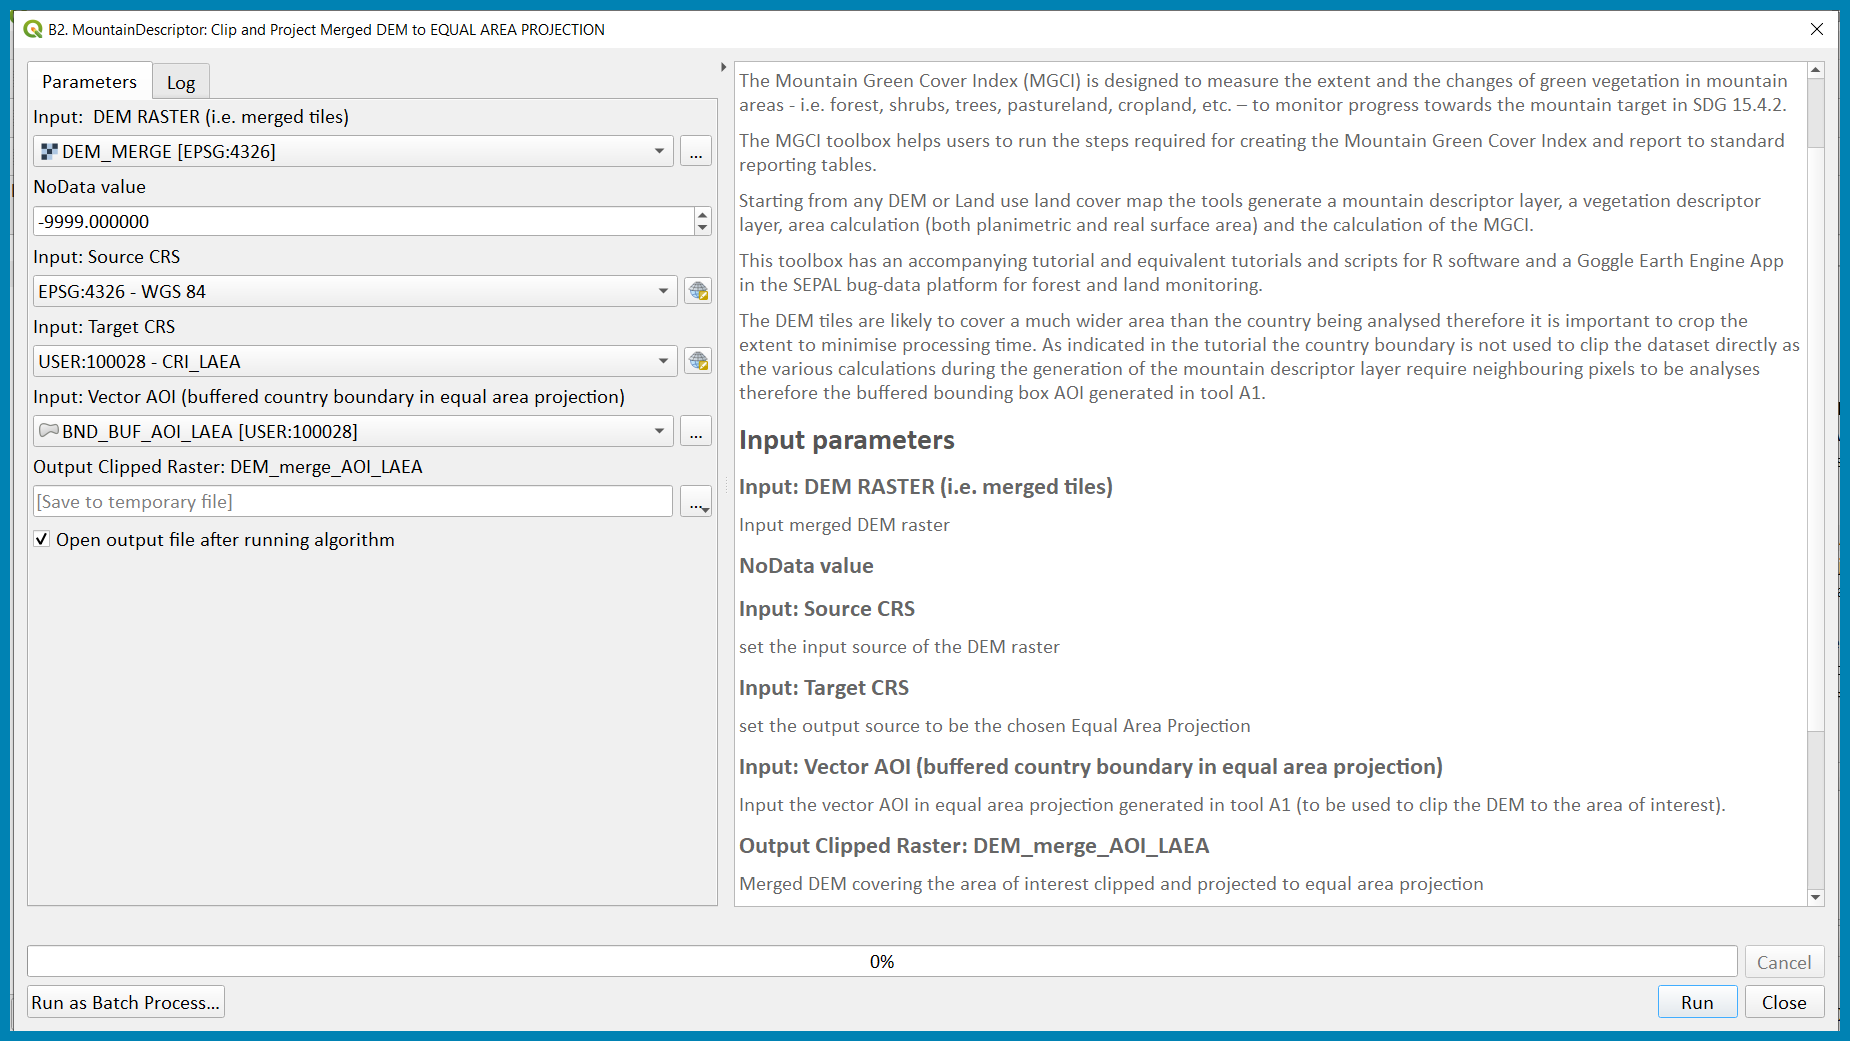 B2. MountainDescriptor: Clip and Project Merged DEM to EQUAL AREA PROJECTION
Parameters
Log
Input:  DEM RASTER (i.e. merged tiles)
DEM_MERGE [EPSG:4326]
...
NoData value
-9999.000000
Input: Source CRS
EPSG:4326 - WGS 84
Input: Target CRS
USER:100028 - CRI_LAEA
Input: Vector AOI (buffered country boundary in equal area projection)
BND_BUF_AOI_LAEA [USER:100028]
...
Output Clipped Raster: DEM_merge_AOI_LAEA
[Save to temporary file]
...
Open output file after running algorithm
The Mountain Green Cover Index (MGCI) is designed to measure the extent and the changes of green vegetation in mountain
areas - i.e. forest, shrubs, trees, pastureland, cropland, etc. – to monitor progress towards the mountain target in SDG 15.4.2.
The MGCI toolbox helps users to run the steps required for creating the Mountain Green Cover Index and report to standard
reporting tables.
Starting from any DEM or Land use land cover map the tools generate a mountain descriptor layer, a vegetation descriptor
layer, area calculation (both planimetric and real surface area) and the calculation of the MGCI.
This toolbox has an accompanying tutorial and equivalent tutorials and scripts for R software and a Goggle Earth Engine App
in the SEPAL bug-data platform for forest and land monitoring.
The DEM tiles are likely to cover a much wider area than the country being analysed therefore it is important to crop the
extent to minimise processing time. As indicated in the tutorial the country boundary is not used to clip the dataset directly as
the various calculations during the generation of the mountain descriptor layer require neighbouring pixels to be analyses
therefore the buffered bounding box AOI generated in tool A1.
Input parameters
Input: DEM RASTER (i.e. merged tiles)
Input merged DEM raster
NoData value
Input: Source CRS
set the input source of the DEM raster
Input: Target CRS
set the output source to be the chosen Equal Area Projection
Input: Vector AOI (buffered country boundary in equal area projection)
Input the vector AOI in equal area projection generated in tool A1 (to be used to clip the DEM to the area of interest).
Output Clipped Raster: DEM_merge_AOI_LAEA
Merged DEM covering the area of interest clipped and projected to equal area projection
0%
Cancel
Run as Batch Process...
Run
Close